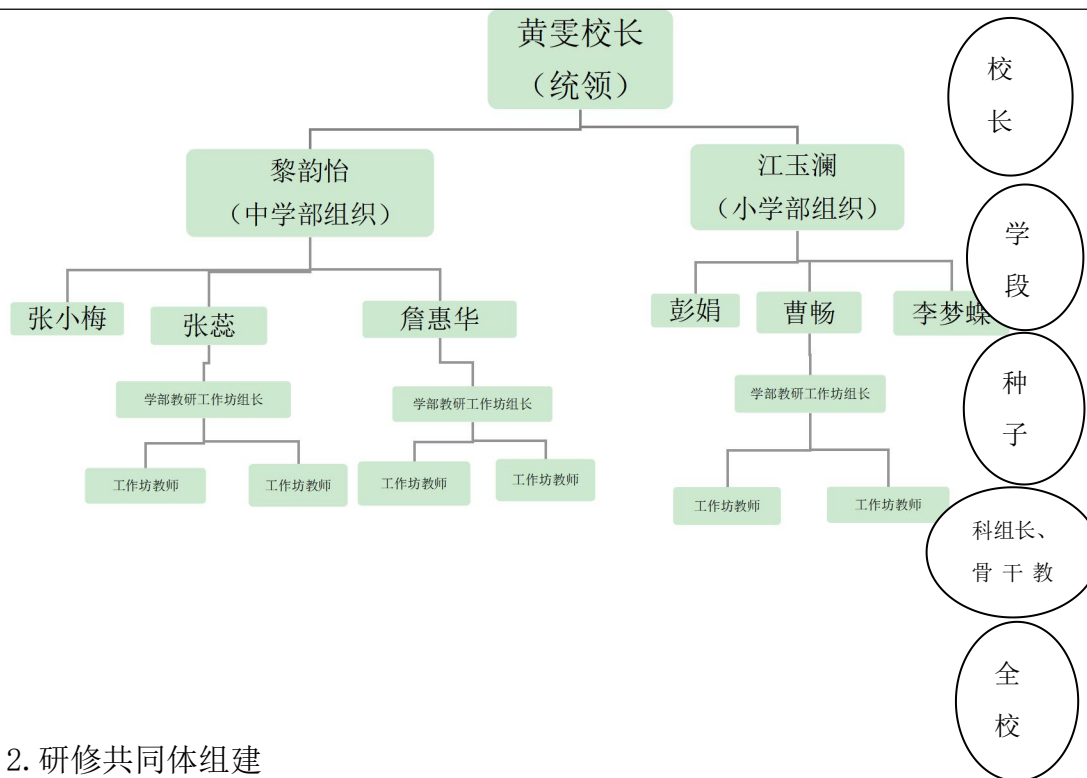 黄雯校长
（统领）
校
长
黎韵怡
（中学部组织）
江玉澜
（小学部组织）
学
段
张小梅
张蕊
詹惠华
彭娟
曹畅
李梦蝶
学部教研工作坊组长
学部教研工作坊组长
学部教研工作坊组长
种
子
工作坊教师
工作坊教师
工作坊教师
工作坊教师
工作坊教师
工作坊教师
科组长、
骨干教
全
校
2.研修共同体组建